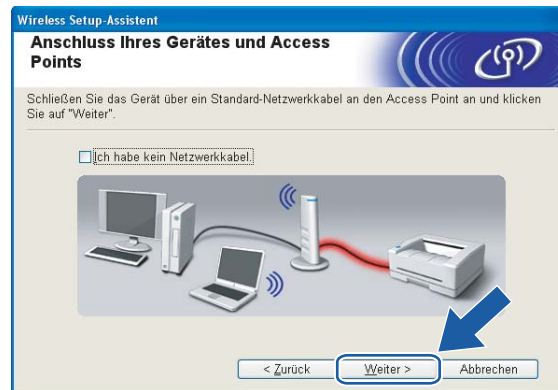 Wireless Setup-Assistent
Anschluss Ihres Gerätes und Access
Points
Schließen Sie das Gerät über ein Standard-Netzwerkkabel an den Access Point an und klicken
Sie auf "Weiter".
Ich habe kein Netzwerkkabel.
< Zurück
Weiter >
Abbrechen